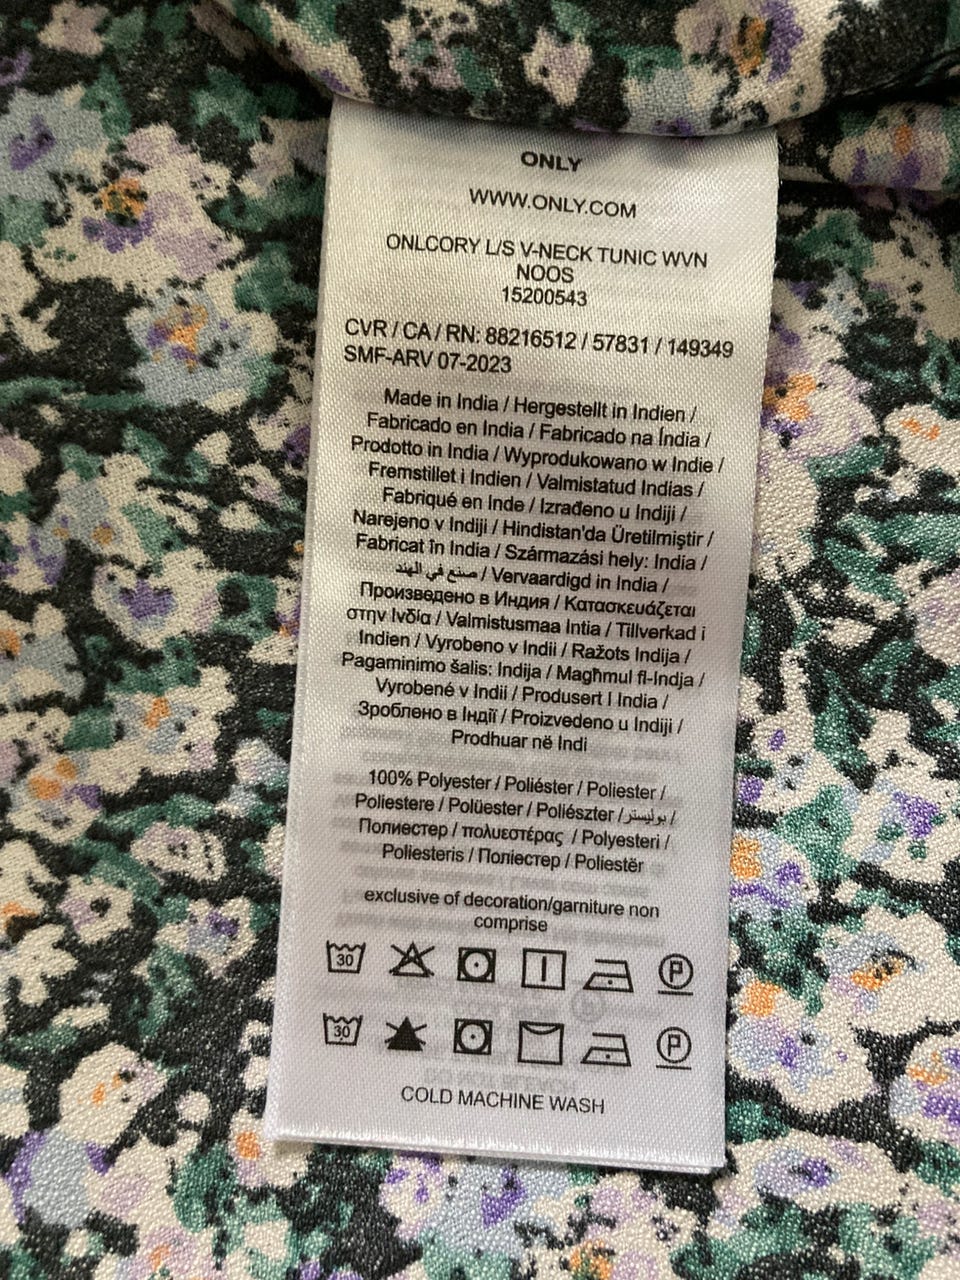 ONLY
WWW.ONLY.COM
ONLCORY L/S V-NECK TUNIC WVN
NOOS
15200543
CVR / CA / RN: 88216512 / 57831 / 149349
SMF-ARV 07-2023
Made in India / Hergestellt in Indien /
Fabricado en India / Fabricado na Índia /
Prodotto in India / Wyprodukowano w Indie /
Fremstillet i Indien / Valmistatud Indias /
Fabriqué en Inde / Izrađeno u Indiji /
Narejeno v Indiji / Hindistan'da Üretilmiştir /
Fabricat în India / Származási hely: India /
صنع في الهند / Vervaardigd in India /
Произведено в Индия / Κατασκευάζεται
στην Ινδία / Valmistusmaa Intia / Tillverkad i
Indien / Vyrobeno v Indii / Ražots Indija /
Pagaminimo šalis: Indija / Magħmul fl-Indja /
Vyrobené v Indii / Produsert I India /
Зроблено в Індії / Proizvedeno u Indiji /
Prodhuar në Indi
100% Polyester / Poliéster / Poliester /
Poliestere / Polüester / Poliészter / بوليستر /
Полиестер / πολυεστέρας / Polyesteri /
Poliesteris / Поліестер / Poliestër
exclusive of decoration/garniture non
comprise
30 P
30 P
COLD MACHINE WASH